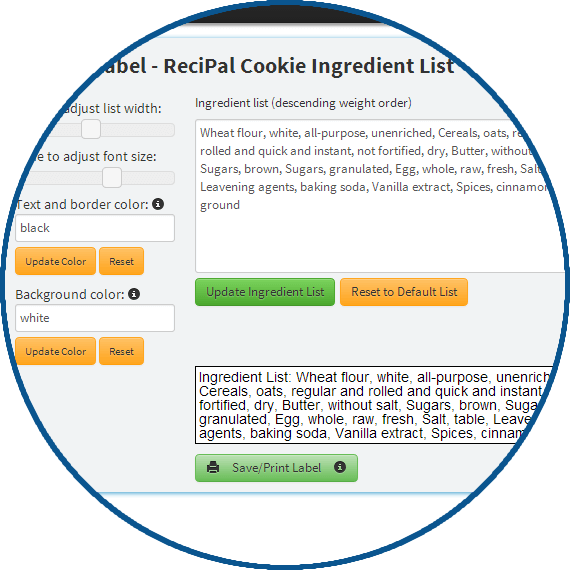 abel - ReciPal Cookie Ingredient List
adjust list width:
Ingredient list (descending weight order)
Wheat flour, white, all-purpose, unenriched, Cereals, oats,
rolled and quick and instant, not fortified, dry, Butter, without
Sugars, brown, Sugars, granulated, Egg, whole, raw, fresh, Salt
Leavening agents, baking soda, Vanilla extract, Spices, cinnamon
ground
e to adjust font size:
Text and border color:
black
Update Color Reset
Background color:
white
Update Color Reset
Update Ingredient List Reset to Default List
Ingredient List: Wheat flour, white, all-purpose, unenrich
Cereals, oats, regular and rolled and quick and instant
fortified, dry, Butter, without salt, Sugars, brown, Suga
granulated, Egg, whole, raw, fresh, Salt, table, Leave
agents, baking soda, Vanilla extract, Spices, cinnam
Save/Print Label